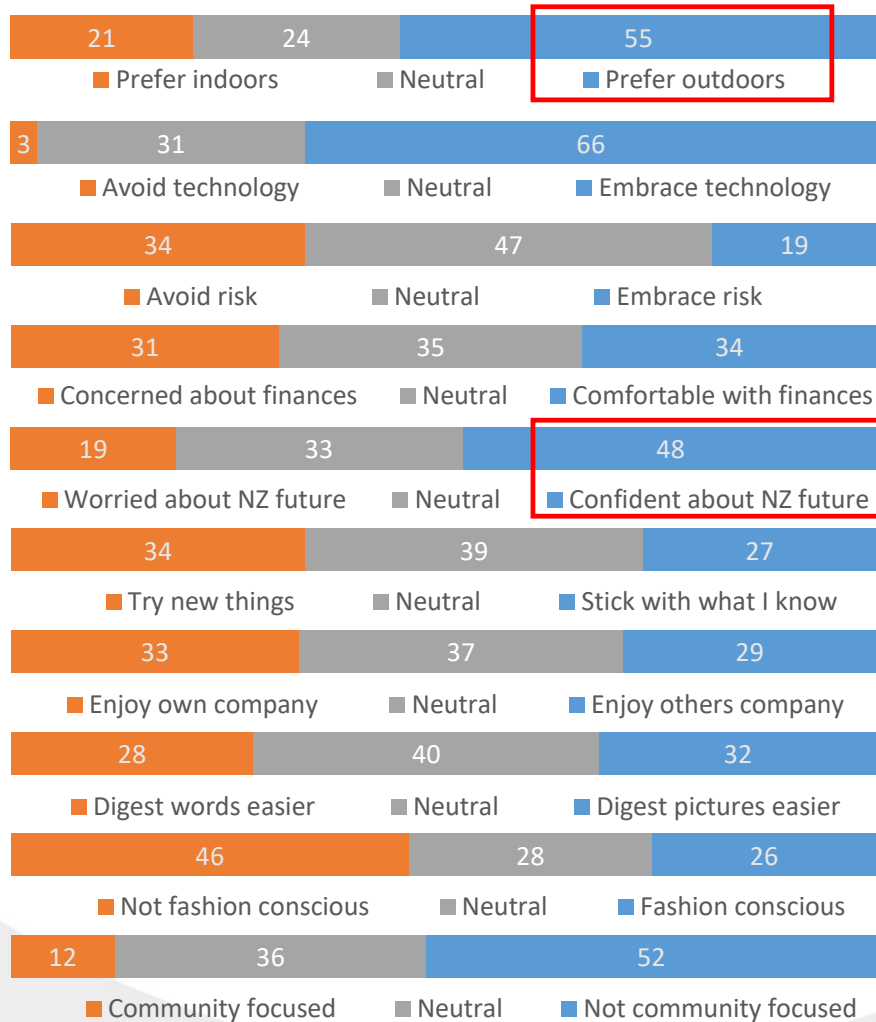 21 24 55
Prefer indoors Neutral Prefer outdoors
3 31 66
Avoid technology Neutral Embrace technology
34 47 19
Avoid risk Neutral Embrace risk
31 35 34
Concerned about finances Neutral Comfortable with finances
19 33 48
Worried about NZ future Neutral Confident about NZ future
34 39 27
Try new things Neutral Stick with what I know
33 37 29
Enjoy own company Neutral Enjoy others company
28 40 32
Digest words easier Neutral Digest pictures easier
46 28 26
Not fashion conscious Neutral Fashion conscious
12 36 52
Community focused Neutral Not community focused